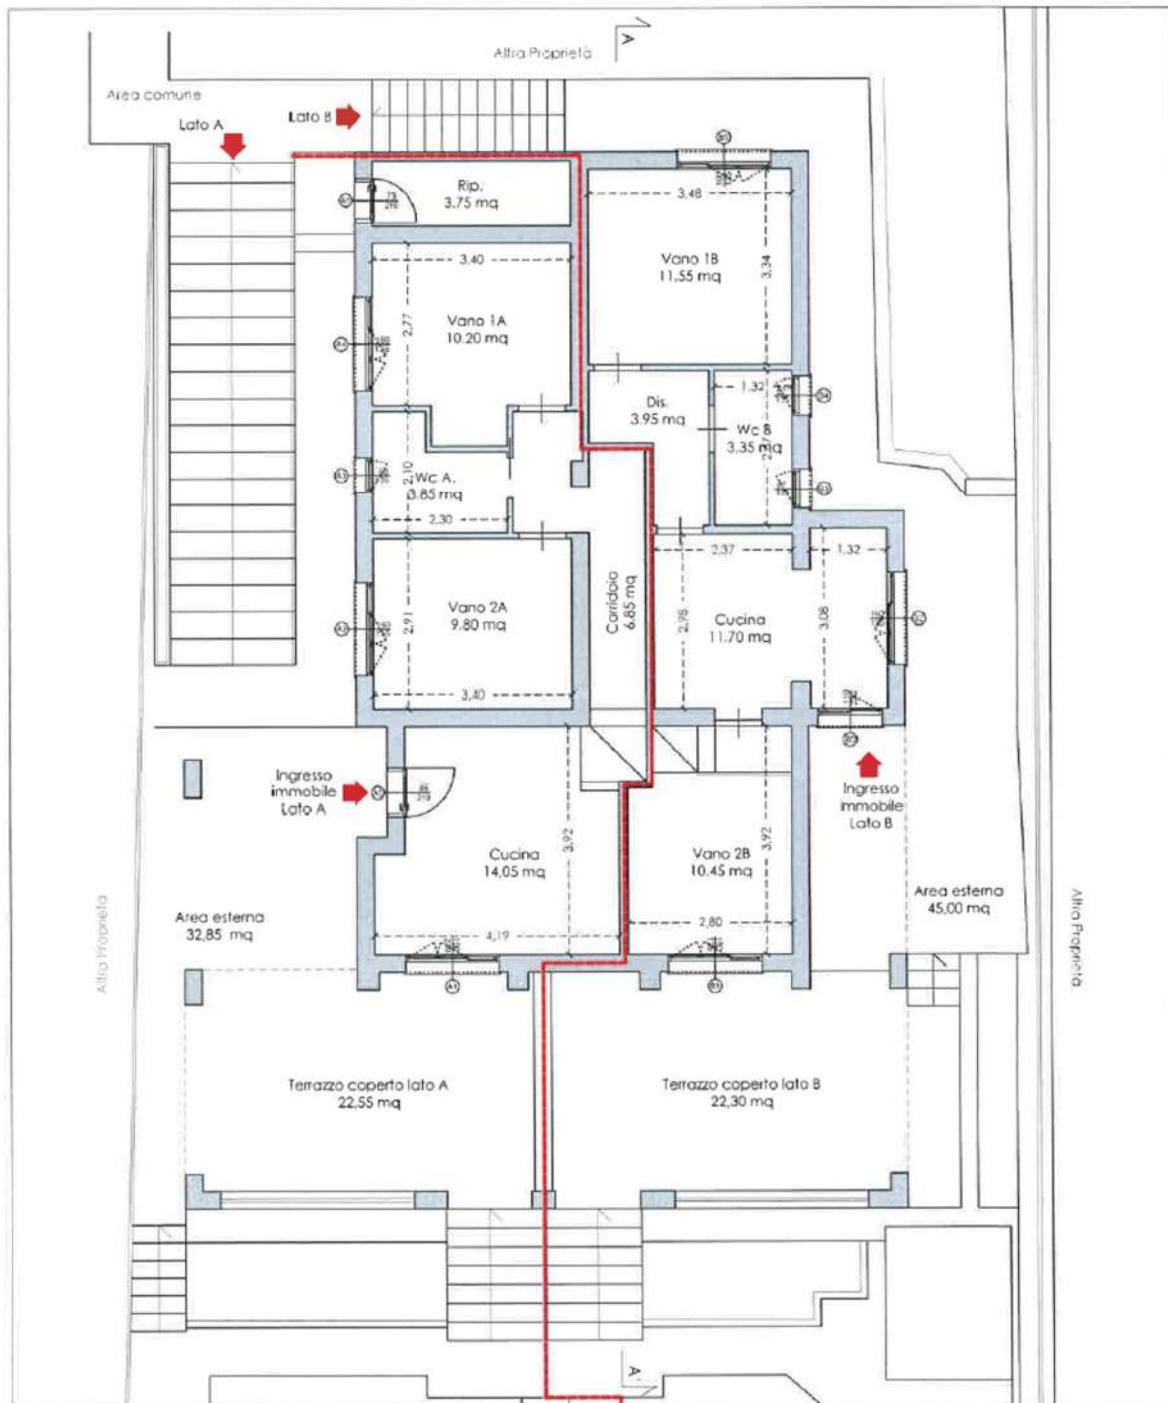 A
Altra Proprietà
Area comune
Lato A
Lato B
Rip.
3.75 mq
3,48
3,40
Vano 1B
11,55 mq
3,34
Vano 1A
10.20 mq
2,77
Dis.
3.95 mq
1,32
Wc B
3.35 mq
Wc A.
3.85 mq
2,10
2,30
2,37
1,32
Vano 2A
9.80 mq
2,91
Corridoio
6.85 mq
2,98
Cucina
11.70 mq
3,08
3,40
Ingresso
immobile
Lato A
Ingresso
immobile
Lato B
Cucina
14,05 mq
3,92
Vano 2B
10.45 mq
3,92
Area esterna
32,85 mq
4,19
2,80
Area esterna
45,00 mq
Altra Proprietà
Altra Proprietà
A1
B1
Terrazzo coperto lato A
22,55 mq
Terrazzo coperto lato B
22,30 mq
A'